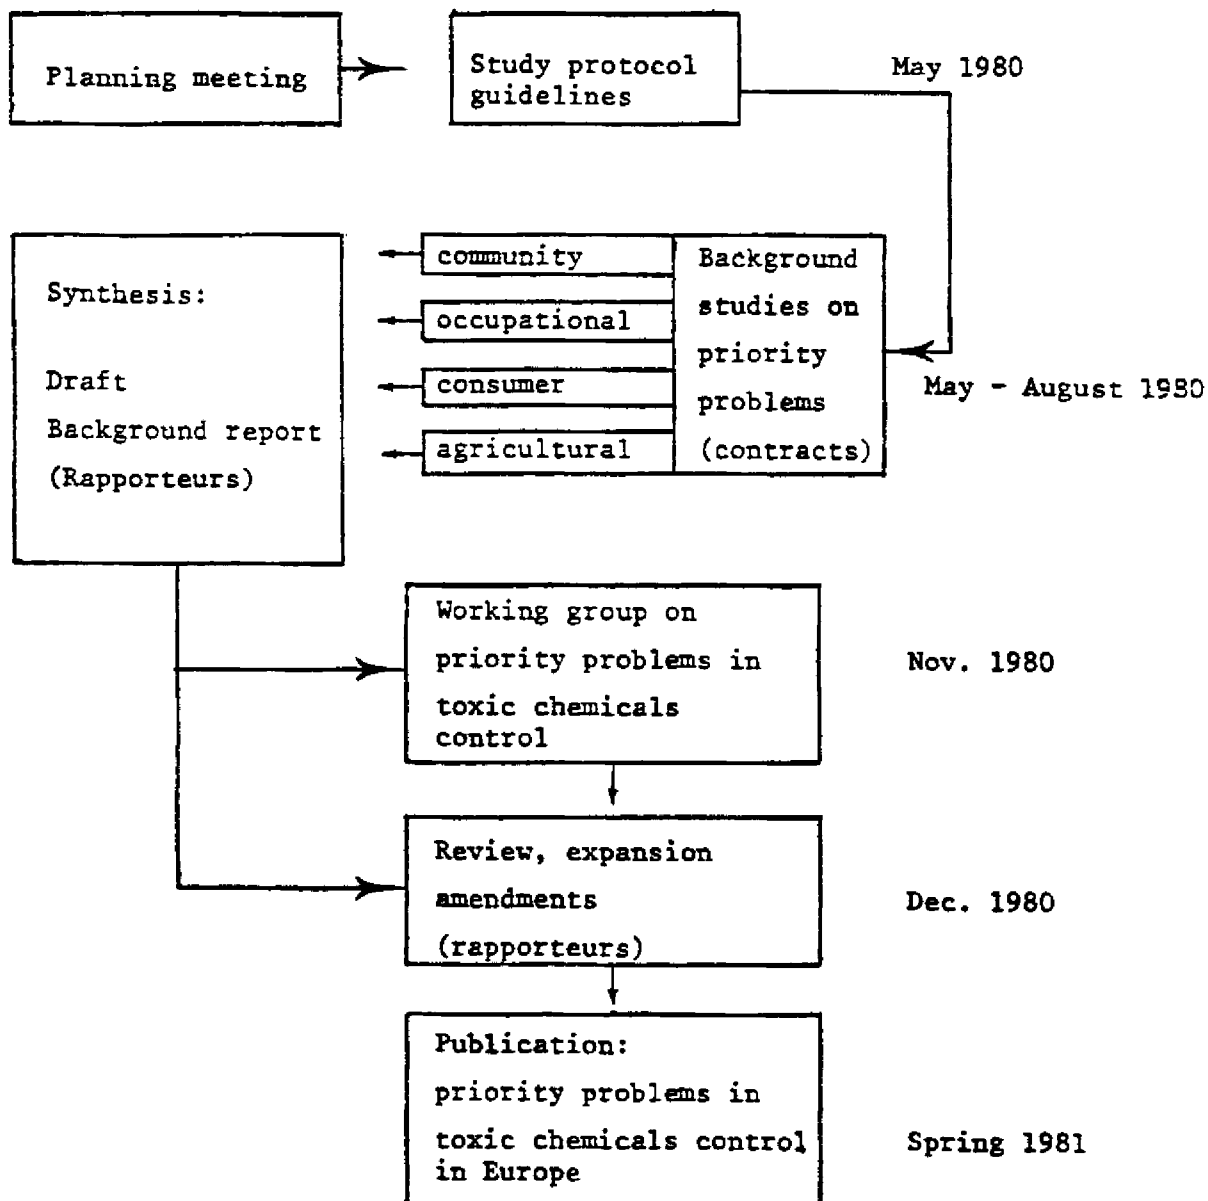 Planning meeting
Study protocol
guidelines
May 1980
community
occupational
consumer
agricultural
Background
studies on
priority
problems
(contracts)
May - August 1980
Synthesis:
Draft
Background report
(Rapporteurs)
Working group on
priority problems in
toxic chemicals
control
Nov. 1980
Review, expansion
amendments
(rapporteurs)
Dec. 1980
Publication:
priority problems in
toxic chemicals control
in Europe
Spring 1981